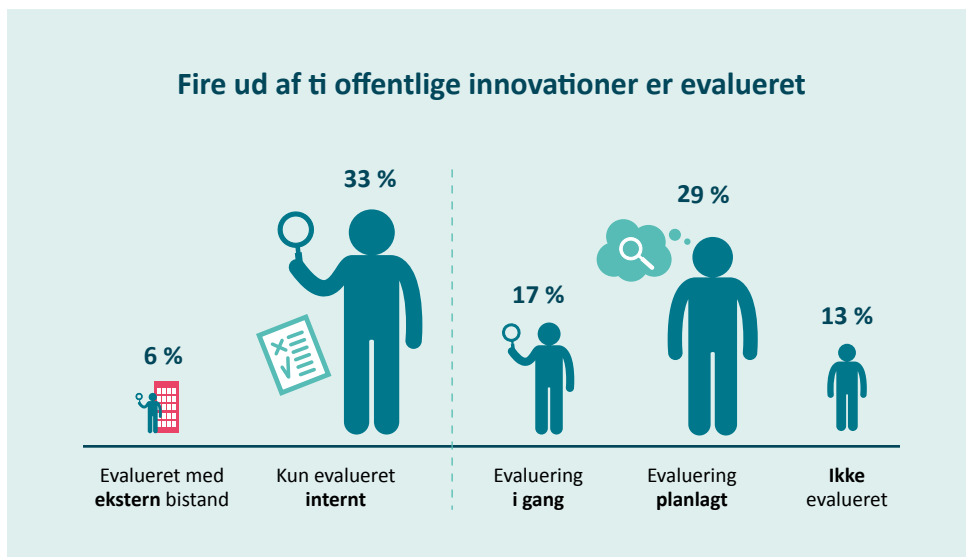 Fire ud af ti offentlige innovationer er evalueret
6 %
33 %
17 %
29 %
13 %
Evalueret med
ekstern bistand
Kun evalueret
internt
Evaluering
i gang
Evaluering
planlagt
Ikke
evalueret